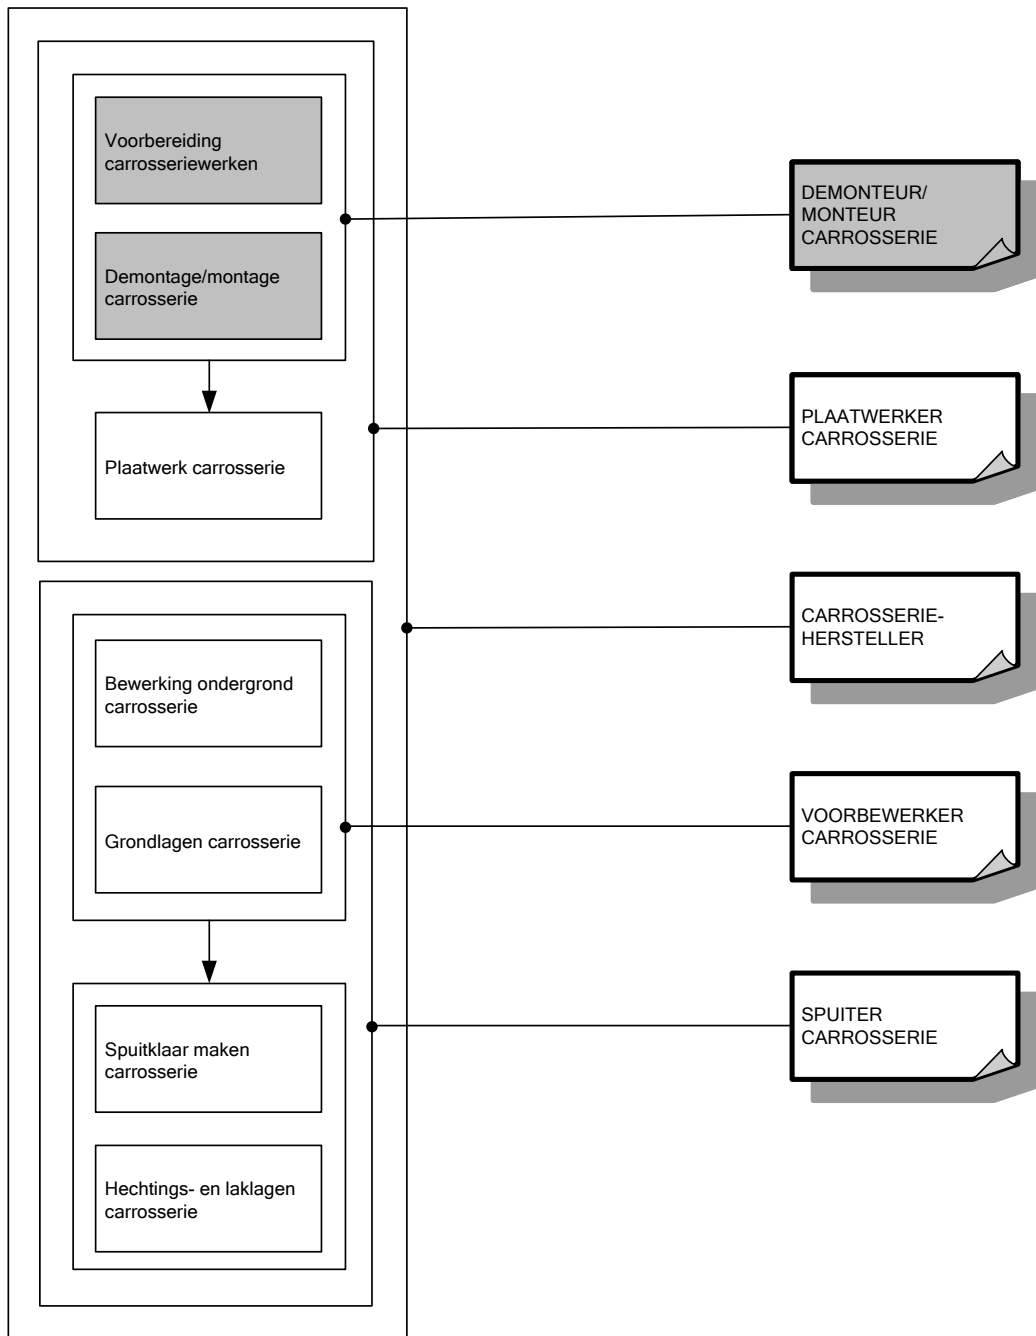 Voorbereiding
carrosseriewerken
Demontage/montage
carrosserie
Plaatwerk carrosserie
Bewerking ondergrond
carrosserie
Grondlagen carrosserie
Spuitklaar maken
carrosserie
Hechtings- en laklagen
carrosserie
DEMONTEUR/
MONTEUR
CARROSSERIE
PLAATWERKER
CARROSSERIE
CARROSSERIE-
HERSTELLER
VOORBEWERKER
CARROSSERIE
SPUITER
CARROSSERIE